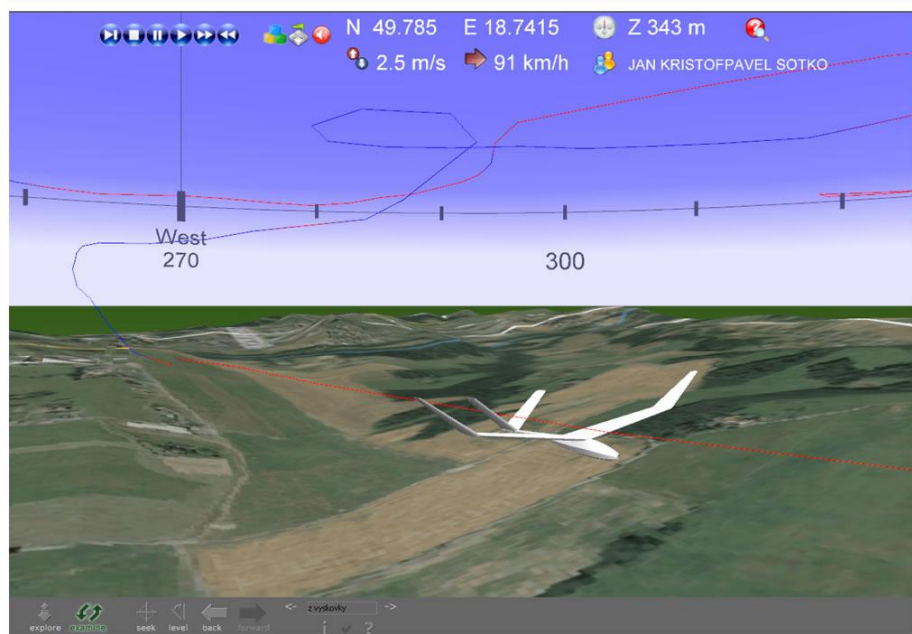 N 49.785 E 18.7415 Z 343 m
2.5 m/s 91 km/h JAN KRISTOFPAVEL SOTKO
West
270 300
<- z vyskovky ->
explore examine seek level back forward i ?